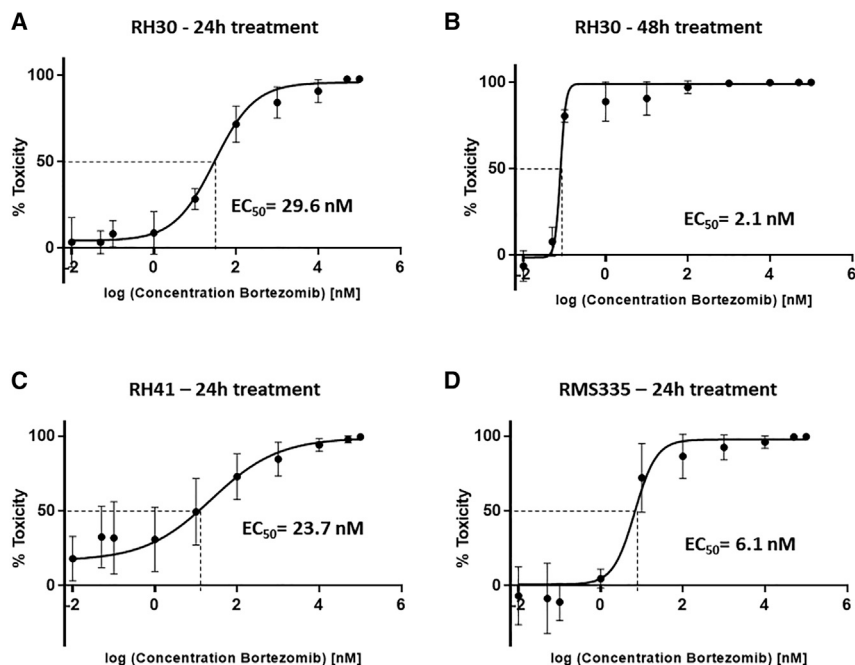 A
RH30 - 24h treatment
100
50
0
% Toxicity
EC50= 29.6 nM
-2
0
2
4
6
log (Concentration Bortezomib) [nM]
B
RH30 - 48h treatment
100
50
0
% Toxicity
EC50= 2.1 nM
-2
0
2
4
6
log (Concentration Bortezomib) [nM]
C
RH41 – 24h treatment
100
50
0
% Toxicity
EC50= 23.7 nM
-2
0
2
4
6
log (Concentration Bortezomib) [nM]
D
RMS335 – 24h treatment
100
50
0
% Toxicity
EC50= 6.1 nM
-2
0
2
4
6
log (Concentration Bortezomib) [nM]